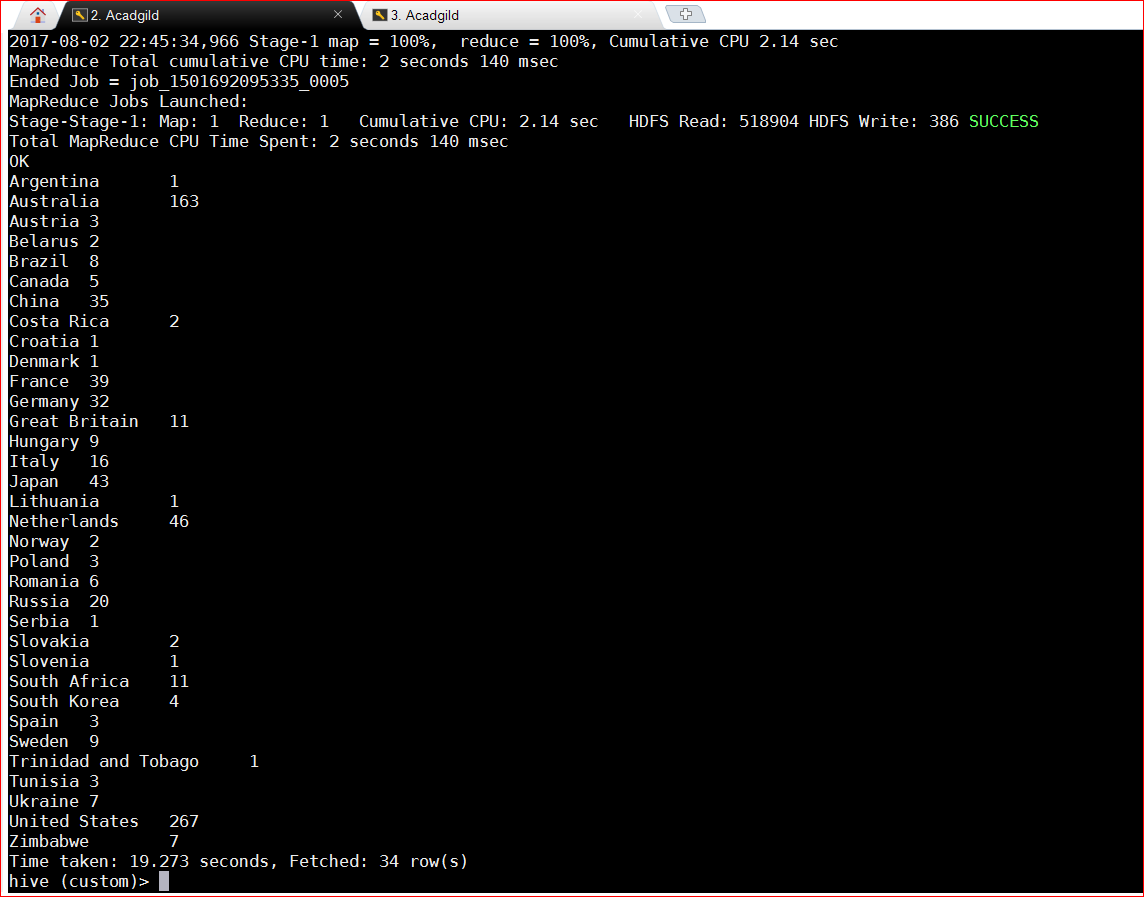 2. Acadgild
3. Acadgild
2017-08-02 22:45:34,966 Stage-1 map = 100%,  reduce = 100%, Cumulative CPU 2.14 sec
MapReduce Total cumulative CPU time: 2 seconds 140 msec
Ended Job = job_1501692095335_0005
MapReduce Jobs Launched:
Stage-Stage-1: Map: 1  Reduce: 1   Cumulative CPU: 2.14 sec   HDFS Read: 518904 HDFS Write: 386 SUCCESS
Total MapReduce CPU Time Spent: 2 seconds 140 msec
OK
Argentina       1
Australia       163
Austria 3
Belarus 2
Brazil  8
Canada  5
China   35
Costa Rica      2
Croatia 1
Denmark 1
France  39
Germany 32
Great Britain   11
Hungary 9
Italy   16
Japan   43
Lithuania       1
Netherlands     46
Norway  2
Poland  3
Romania 6
Russia  20
Serbia  1
Slovakia        2
Slovenia        1
South Africa    11
South Korea     4
Spain   3
Sweden  9
Trinidad and Tobago     1
Tunisia 3
Ukraine 7
United States   267
Zimbabwe        7
Time taken: 19.273 seconds, Fetched: 34 row(s)
hive (custom)>